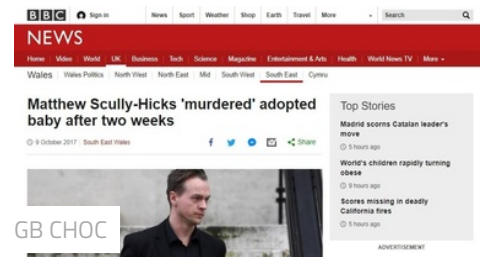 BBC Sign in News Sport Weather Shop Earth Travel More Search
NEWS
Home Video World UK Business Tech Science Magazine Entertainment & Arts Health World News TV More
Wales Wales Politics North West North East Mid South West South East Cymru
Matthew Scully-Hicks 'murdered' adopted
baby after two weeks
9 October 2017 South East Wales
Share
Top Stories
Madrid scorns Catalan leader's
move
5 hours ago
World's children rapidly turning
obese
9 hours ago
Scores missing in deadly
California fires
5 hours ago
ADVERTISEMENT
GB CHOC